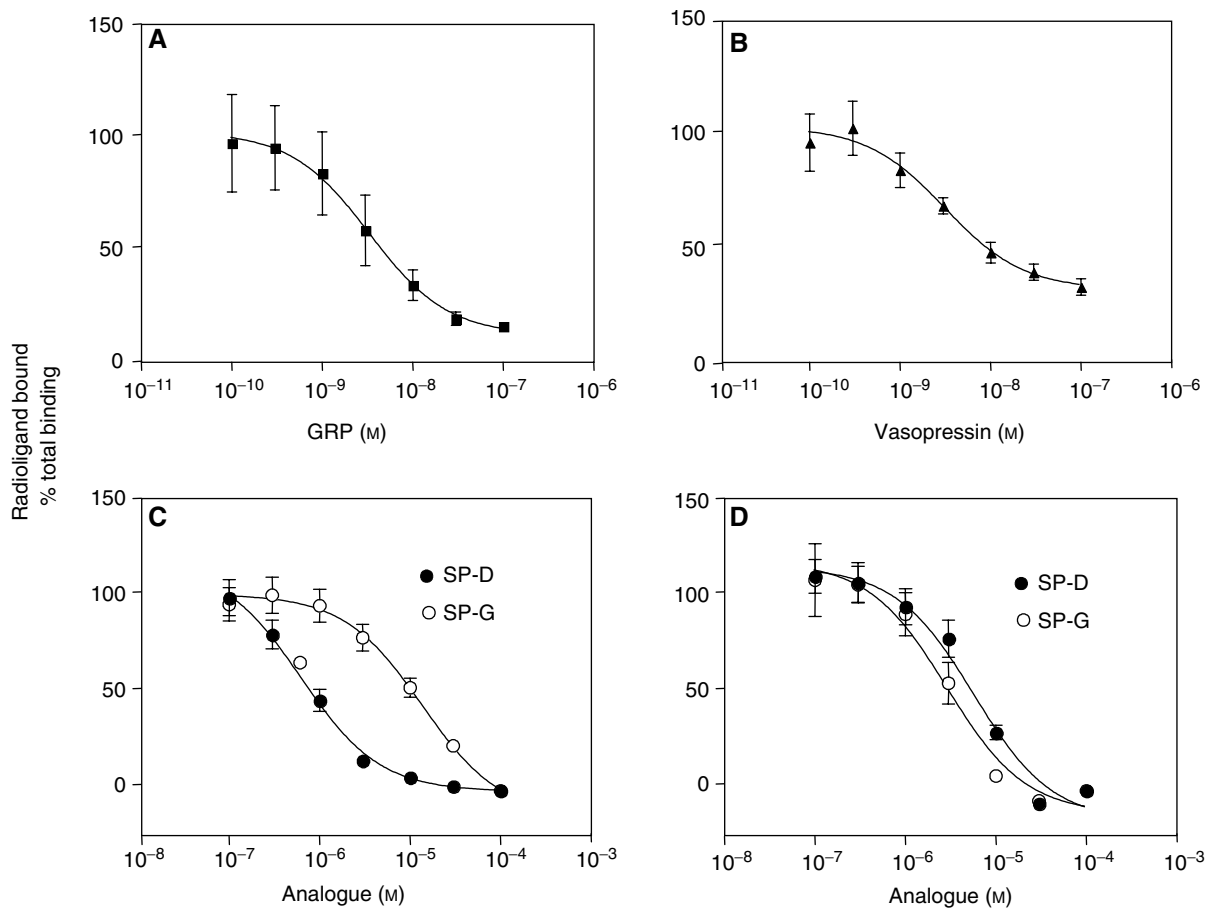 Radioligand bound
% total binding
A
150
100
50
0
10⁻¹¹ 10⁻¹⁰ 10⁻⁹ 10⁻⁸ 10⁻⁷ 10⁻⁶
GRP (M)
B
150
100
50
0
10⁻¹¹ 10⁻¹⁰ 10⁻⁹ 10⁻⁸ 10⁻⁷ 10⁻⁶
Vasopressin (M)
C
150
100
50
0
SP-D
SP-G
10⁻⁸ 10⁻⁷ 10⁻⁶ 10⁻⁵ 10⁻⁴ 10⁻³
Analogue (M)
D
150
100
50
0
SP-D
SP-G
10⁻⁸ 10⁻⁷ 10⁻⁶ 10⁻⁵ 10⁻⁴ 10⁻³
Analogue (M)